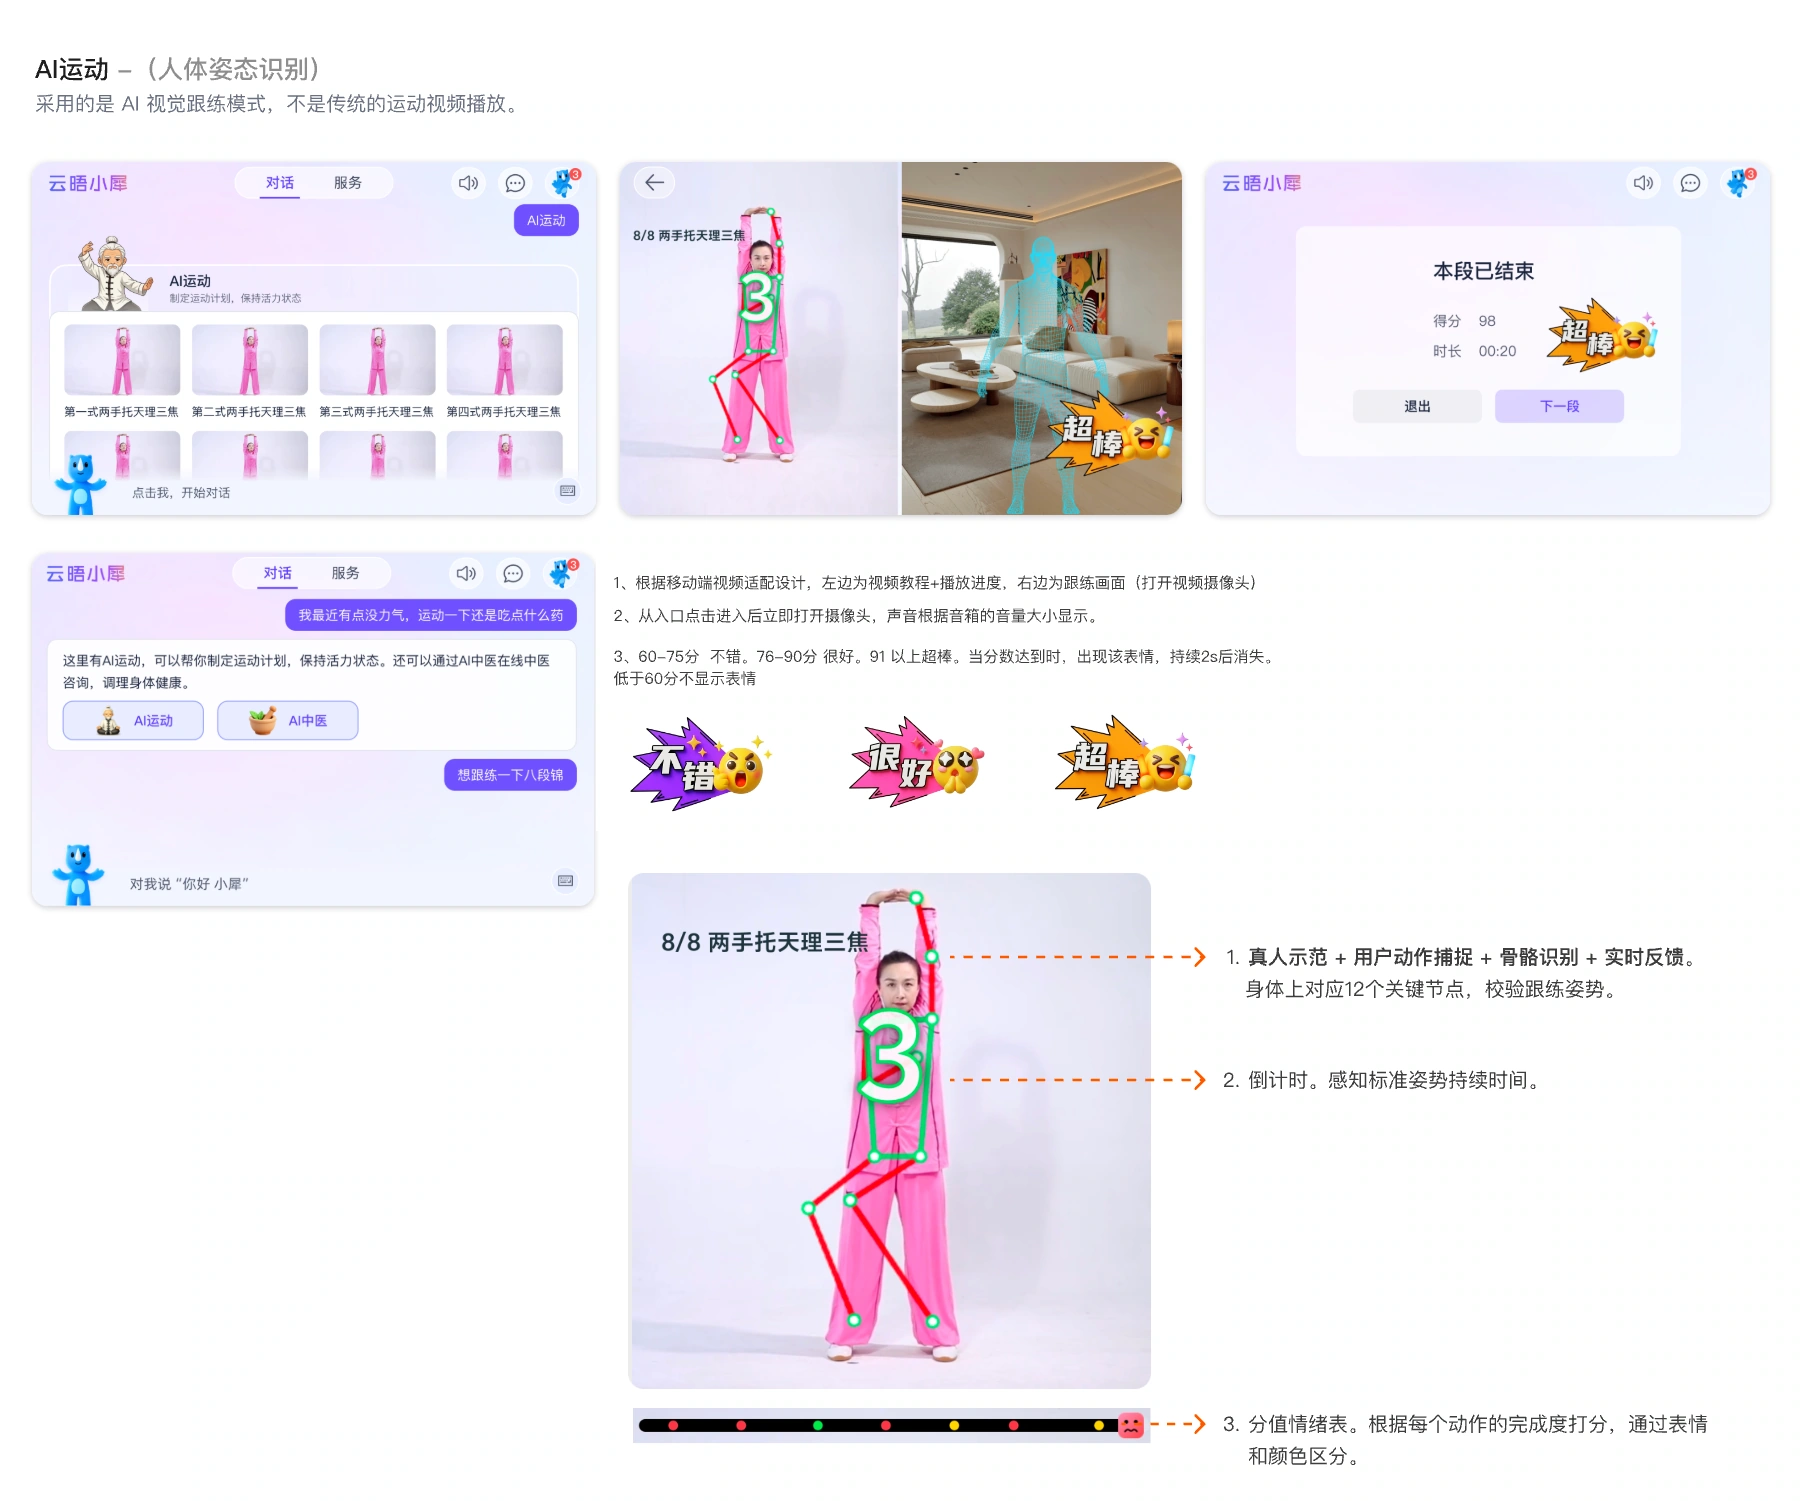 AI运动 –（人体姿态识别）
采用的是 AI 视觉跟练模式，不是传统的运动视频播放。
云晤小犀
对话
服务
3
AI运动
AI运动
制定运动计划，保持活力状态
第一式两手托天理三焦
第二式两手托天理三焦
第三式两手托天理三焦
第四式两手托天理三焦
点击我，开始对话
8/8 两手托天理三焦
3
超棒
云晤小犀
3
本段已结束
得分 98
时长 00:20
超棒
退出
下一段
云晤小犀
对话
服务
3
我最近有点没力气，运动一下还是吃点什么药
这里有AI运动，可以帮你制定运动计划，保持活力状态。还可以通过AI中医在线中医
咨询，调理身体健康。
AI运动
AI中医
想跟练一下八段锦
对我说 “你好 小犀”
1、根据移动端视频适配设计，左边为视频教程+播放进度，右边为跟练画面（打开视频摄像头）
2、从入口点击进入后立即打开摄像头，声音根据音箱的音量大小显示。
3、60–75分 不错。76–90分 很好。91 以上超棒。当分数达到时，出现该表情，持续2s后消失。
低于60分不显示表情
不错
很好
超棒
8/8 两手托天理三焦
3
1. 真人示范 + 用户动作捕捉 + 骨骼识别 + 实时反馈。
身体上对应12个关键节点，校验跟练姿势。
2. 倒计时。感知标准姿势持续时间。
3. 分值情绪表。根据每个动作的完成度打分，通过表情
和颜色区分。